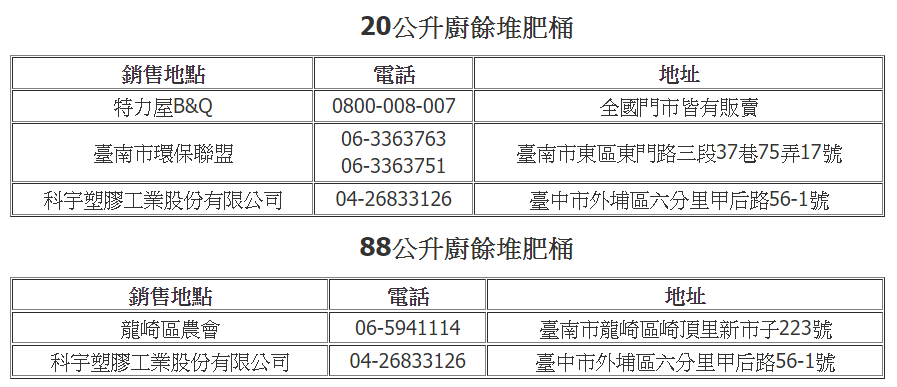 20公升廚餘堆肥桶
銷售地點 電話 地址
特力屋B&Q 0800-008-007 全國門市皆有販賣
臺南市環保聯盟 06-3363763 臺南市東區東門路三段37巷75弄17號
06-3363751
科宇塑膠工業股份有限公司 04-26833126 臺中市外埔區六分里甲后路56-1號
88公升廚餘堆肥桶
銷售地點 電話 地址
龍崎區農會 06-5941114 臺南市龍崎區崎頂里新市子223號
科宇塑膠工業股份有限公司 04-26833126 臺中市外埔區六分里甲后路56-1號